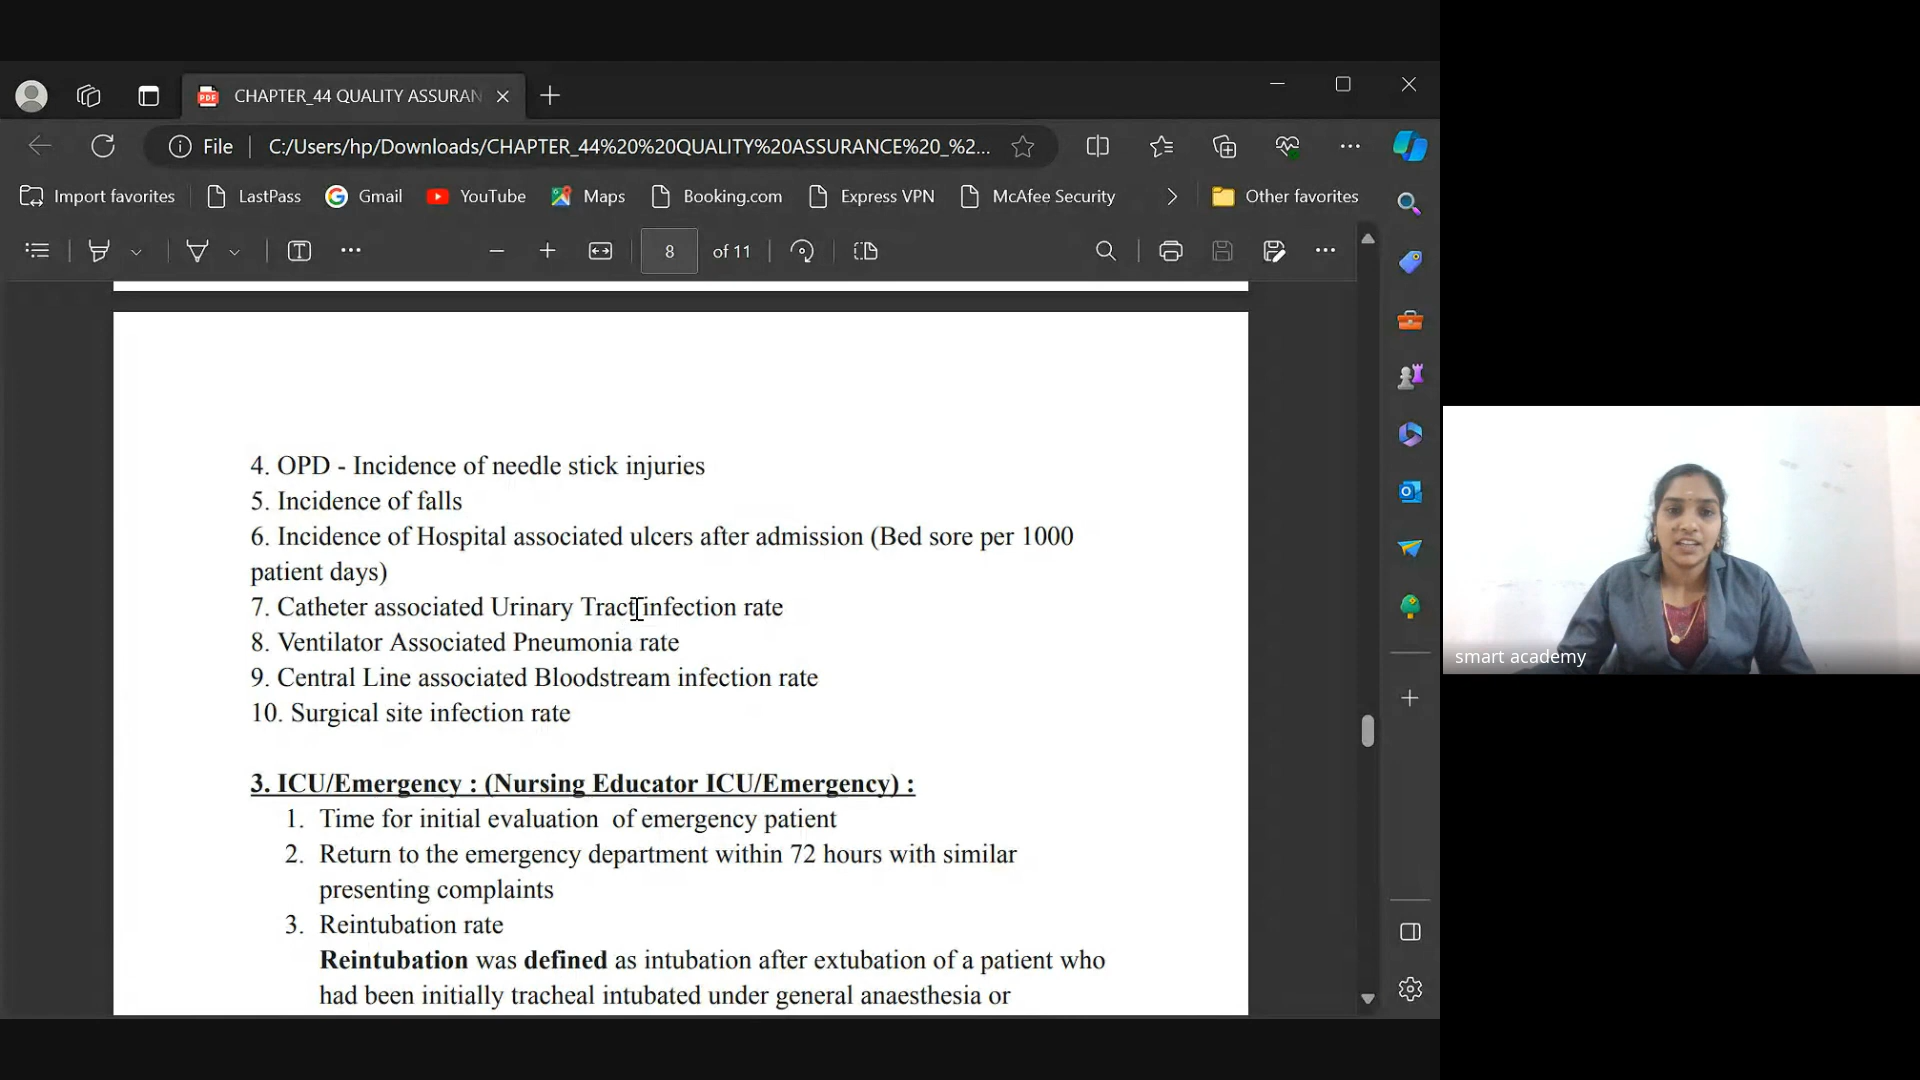 CHAPTER_44 QUALITY ASSURAN
File
C:/Users/hp/Downloads/CHAPTER_44%20%20QUALITY%20ASSURANCE%20_%2...
Import favorites
LastPass
Gmail
YouTube
Maps
Booking.com
Express VPN
McAfee Security
Other favorites
8 of 11
4. OPD - Incidence of needle stick injuries
5. Incidence of falls
6. Incidence of Hospital associated ulcers after admission (Bed sore per 1000
patient days)
7. Catheter associated Urinary Tract infection rate
8. Ventilator Associated Pneumonia rate
9. Central Line associated Bloodstream infection rate
10. Surgical site infection rate
3. ICU/Emergency : (Nursing Educator ICU/Emergency) :
1. Time for initial evaluation  of emergency patient
2. Return to the emergency department within 72 hours with similar
presenting complaints
3. Reintubation rate
Reintubation was defined as intubation after extubation of a patient who
had been initially tracheal intubated under general anaesthesia or
smart academy